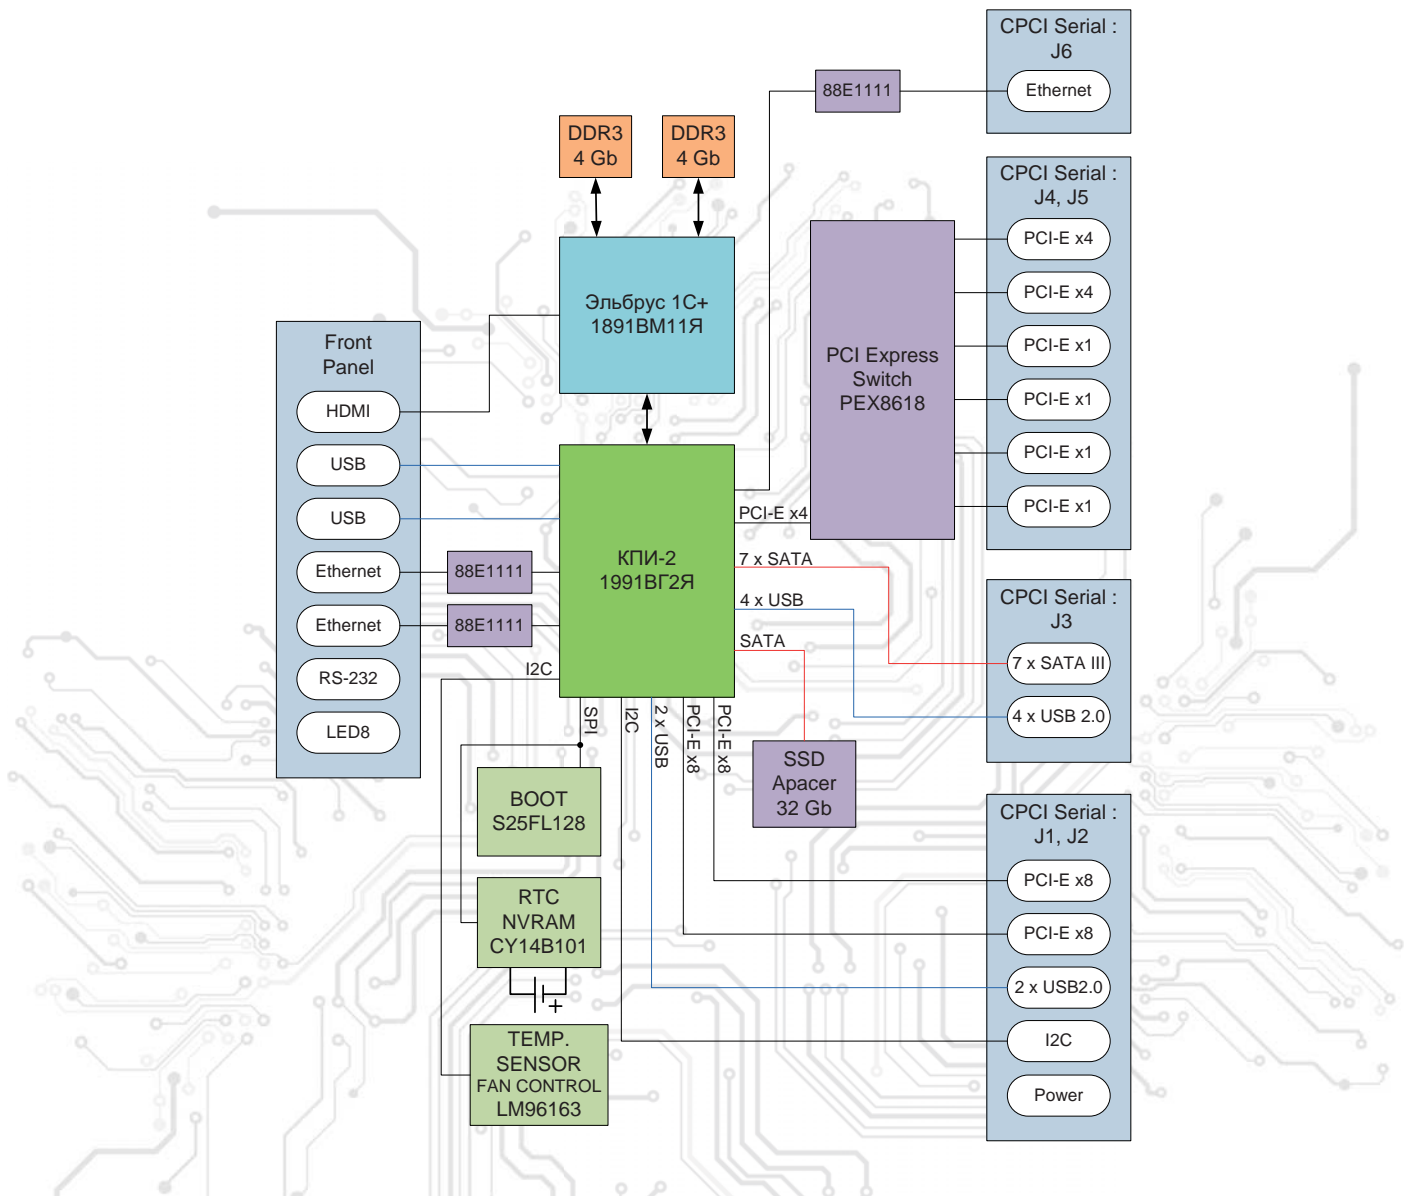 CPCI Serial :
J6
Ethernet
88E1111
DDR3
4 Gb
DDR3
4 Gb
CPCI Serial :
J4, J5
PCI-E x4
PCI-E x4
PCI-E x1
PCI-E x1
PCI-E x1
PCI-E x1
PCI Express
Switch
PEX8618
Эльбрус 1С+
1891ВМ11Я
Front
Panel
HDMI
USB
USB
Ethernet
Ethernet
RS-232
LED8
88E1111
88E1111
КПИ-2
1991ВГ2Я
PCI-E x4
7 x SATA
4 x USB
SATA
I2C
SPI
I2C
2 x USB
PCI-E x8
PCI-E x8
CPCI Serial :
J3
7 x SATA III
4 x USB 2.0
SSD
Apacer
32 Gb
BOOT
S25FL128
RTC
NVRAM
CY14B101
+
TEMP.
SENSOR
FAN CONTROL
LM96163
CPCI Serial :
J1, J2
PCI-E x8
PCI-E x8
2 x USB2.0
I2C
Power